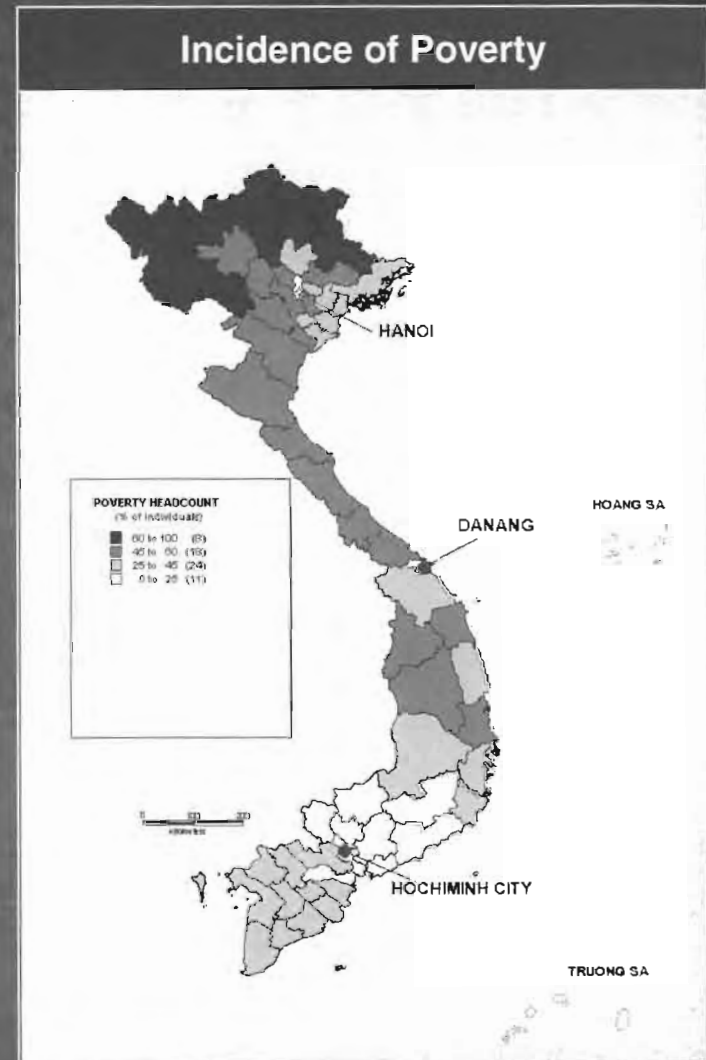 Incidence of Poverty
HANOI
POVERTY HEADCOUNT
(% of individuals)
60 to 100 (8)
45 to 60 (18)
25 to 45 (24)
0 to 25 (11)
HOANG SA
DANANG
0
HOCHIMINH CITY
TRUONG SA